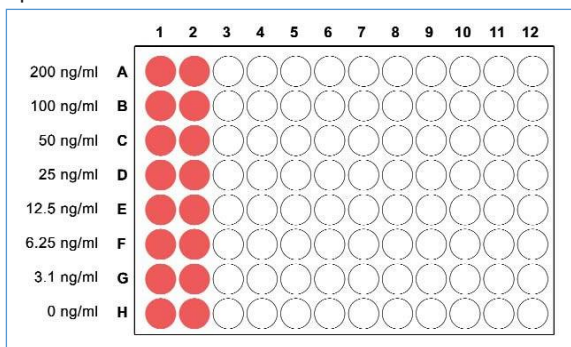 1 2 3 4 5 6 7 8 9 10 11 12
200 ng/ml A
100 ng/ml B
50 ng/ml C
25 ng/ml D
12.5 ng/ml E
6.25 ng/ml F
3.1 ng/ml G
0 ng/ml H